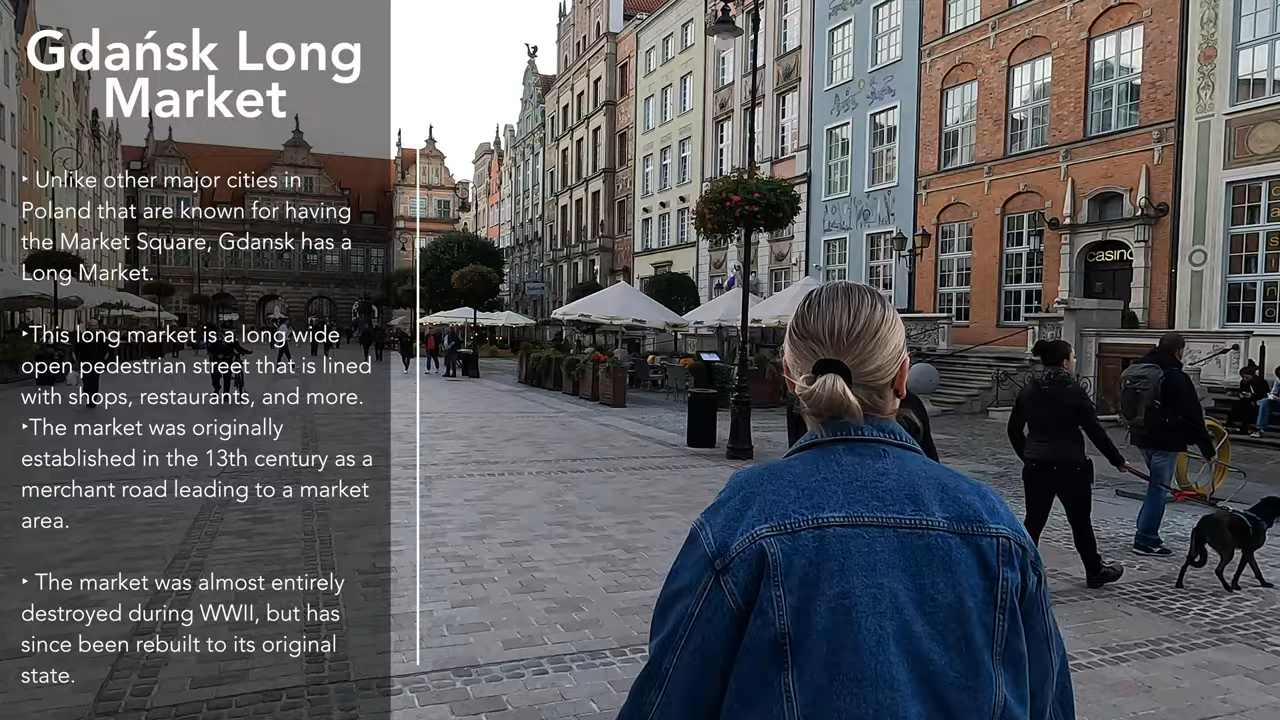 Gdańsk Long
Market
‣ Unlike other major cities in
Poland that are known for having
the Market Square, Gdansk has a
Long Market.
‣This long market is a long wide
open pedestrian street that is lined
with shops, restaurants, and more.
‣The market was originally
established in the 13th century as a
merchant road leading to a market
area.
‣ The market was almost entirely
destroyed during WWII, but has
since been rebuilt to its original
state.
casino